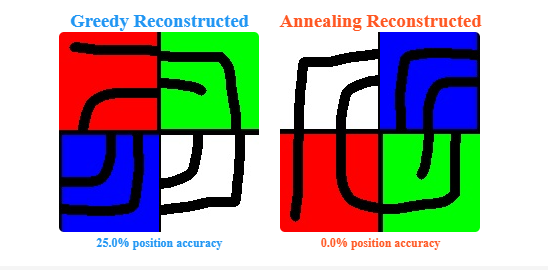 Greedy Reconstructed
Annealing Reconstructed
25.0% position accuracy
0.0% position accuracy